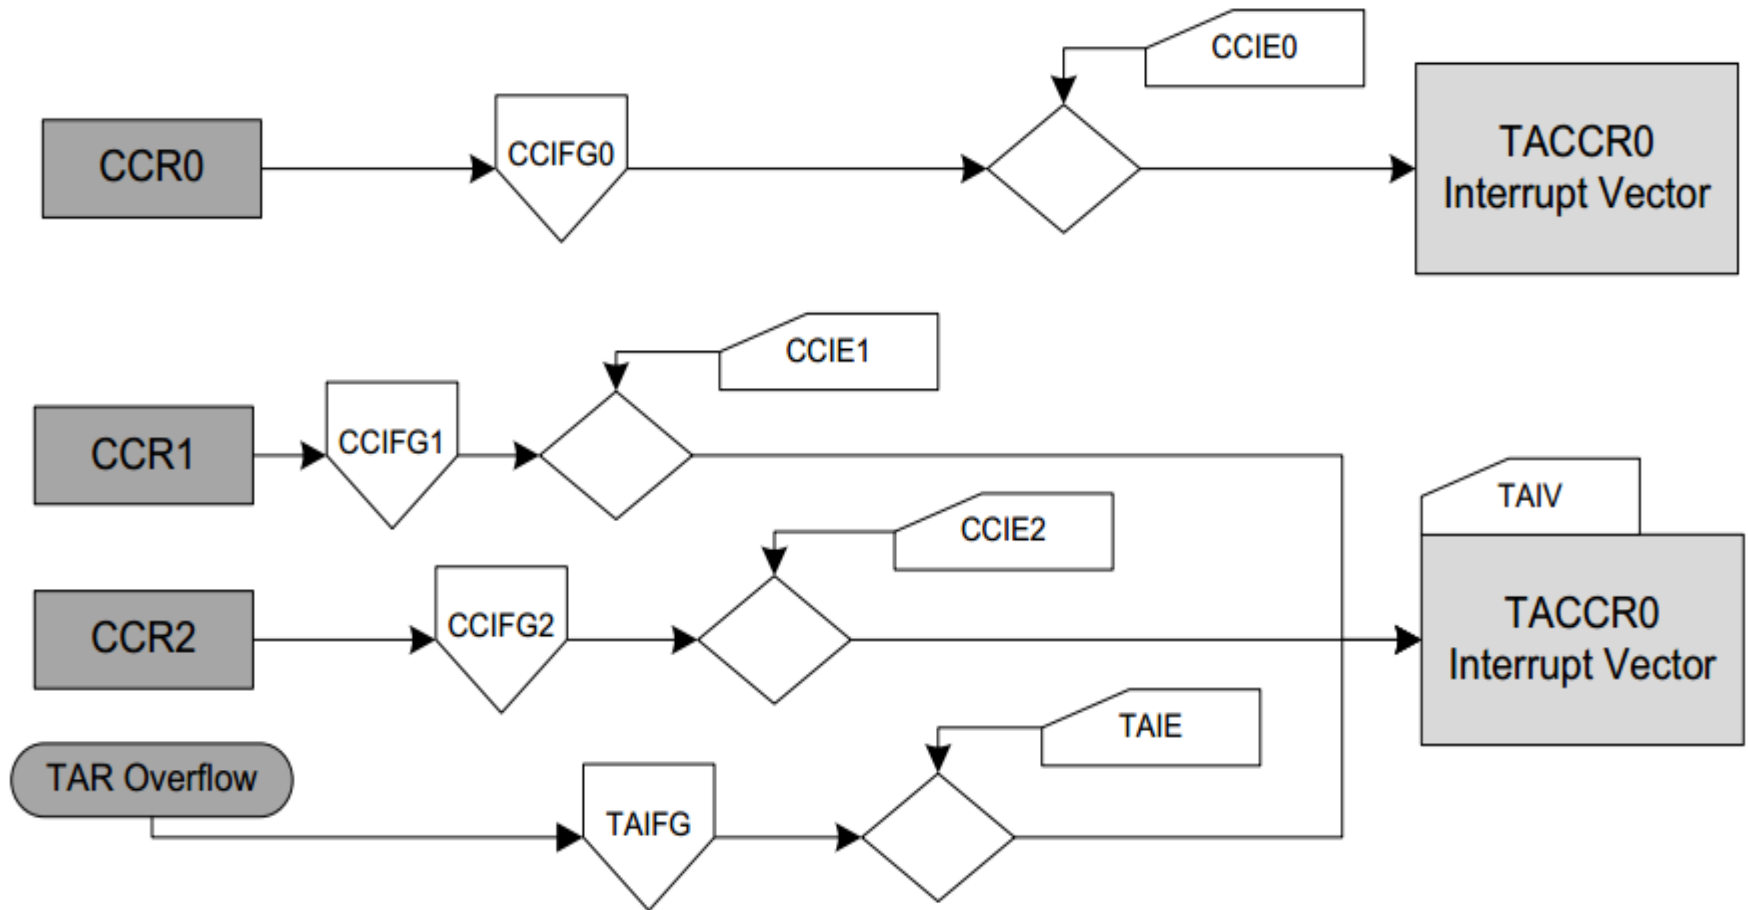 CCIE0
CCR0
CCIFG0
TACCR0
Interrupt Vector
CCIE1
CCR1
CCIFG1
TAIV
CCIE2
CCR2
CCIFG2
TACCR0
Interrupt Vector
TAIE
TAR Overflow
TAIFG